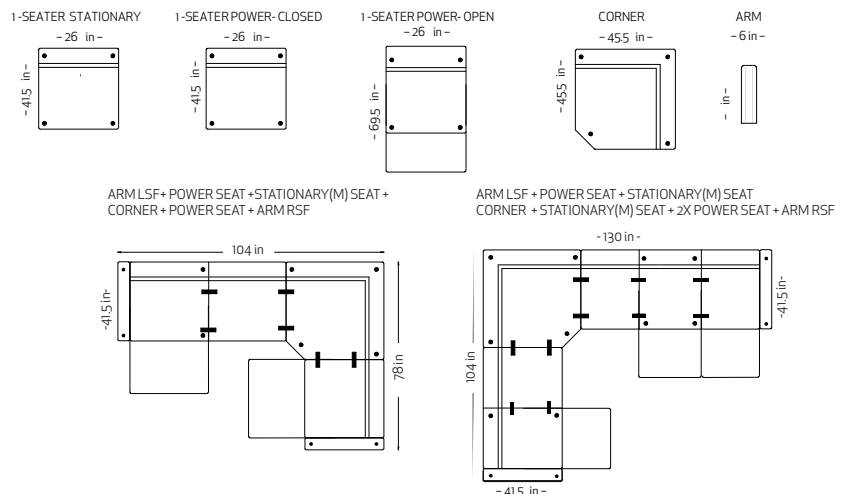 1-SEATER STATIONARY
- 26 in -
- 41.5 in -
1-SEATER POWER- CLOSED
- 26 in -
- 41.5 in -
1-SEATER POWER- OPEN
- 26 in -
- 69.5 in -
CORNER
- 45.5 in -
- 45.5 in -
ARM
- 6 in -
- in -
ARM LSF+ POWER SEAT +STATIONARY(M) SEAT +
CORNER + POWER SEAT + ARM RSF
104 in
-41.5 in-
78 in
ARM LSF + POWER SEAT + STATIONARY(M) SEAT
CORNER + STATIONARY(M) SEAT + 2X POWER SEAT + ARM RSF
- 130 in -
-41.5 in-
104 in
- 41.5 in -